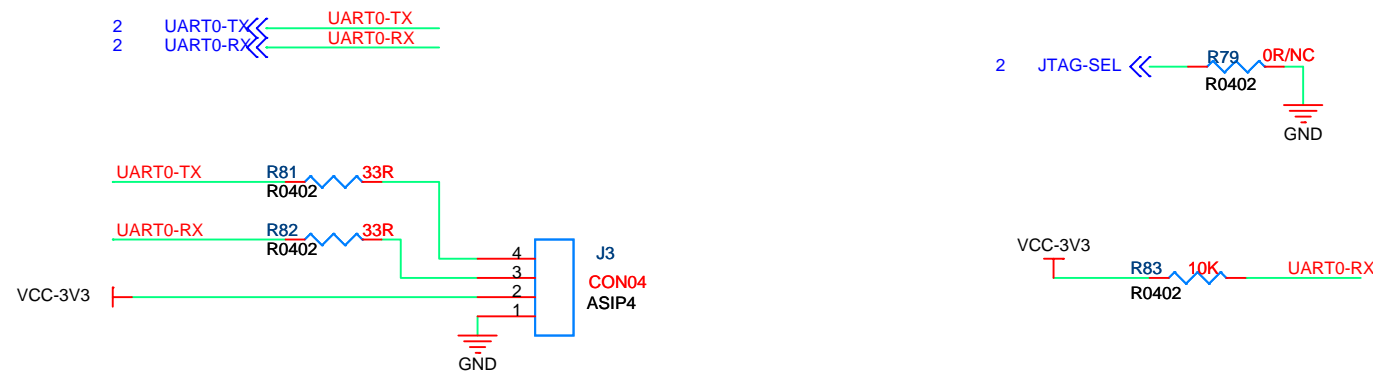 2 UART0-TX UART0-TX
2 UART0-RX UART0-RX
2 JTAG-SEL R79 0R/NC
R0402
GND
UART0-TX R81 33R
R0402
UART0-RX R82 33R
R0402
4 J3
3 CON04
VCC-3V3 2 ASIP4
1
GND
VCC-3V3
R83 10K UART0-RX
R0402